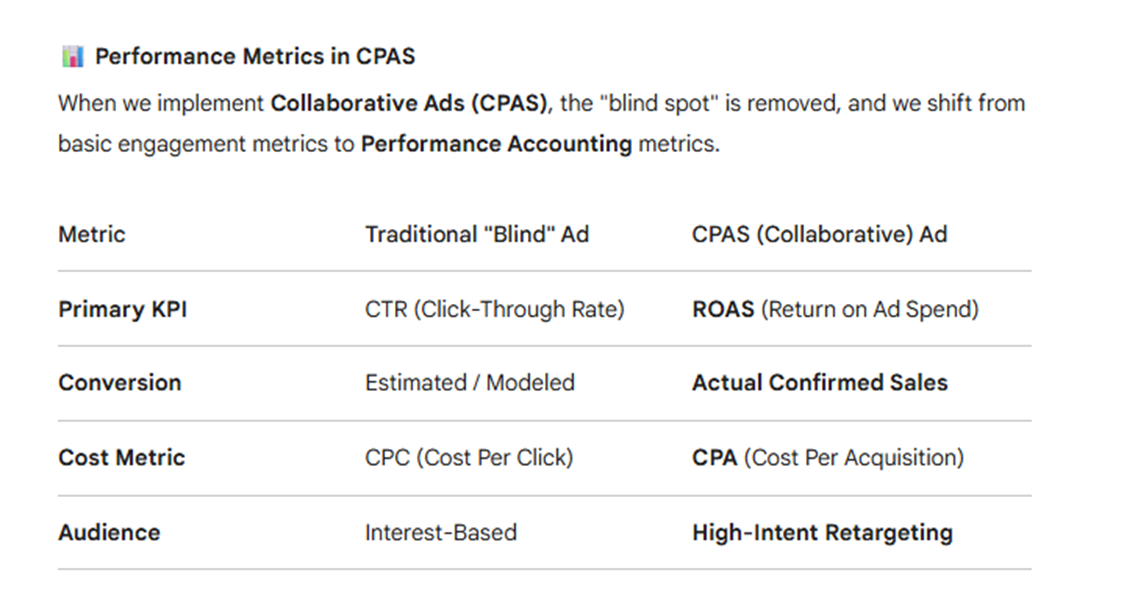 📊 Performance Metrics in CPAS
When we implement Collaborative Ads (CPAS), the "blind spot" is removed, and we shift from
basic engagement metrics to Performance Accounting metrics.
Metric Traditional "Blind" Ad CPAS (Collaborative) Ad
Primary KPI CTR (Click-Through Rate) ROAS (Return on Ad Spend)
Conversion Estimated / Modeled Actual Confirmed Sales
Cost Metric CPC (Cost Per Click) CPA (Cost Per Acquisition)
Audience Interest-Based High-Intent Retargeting